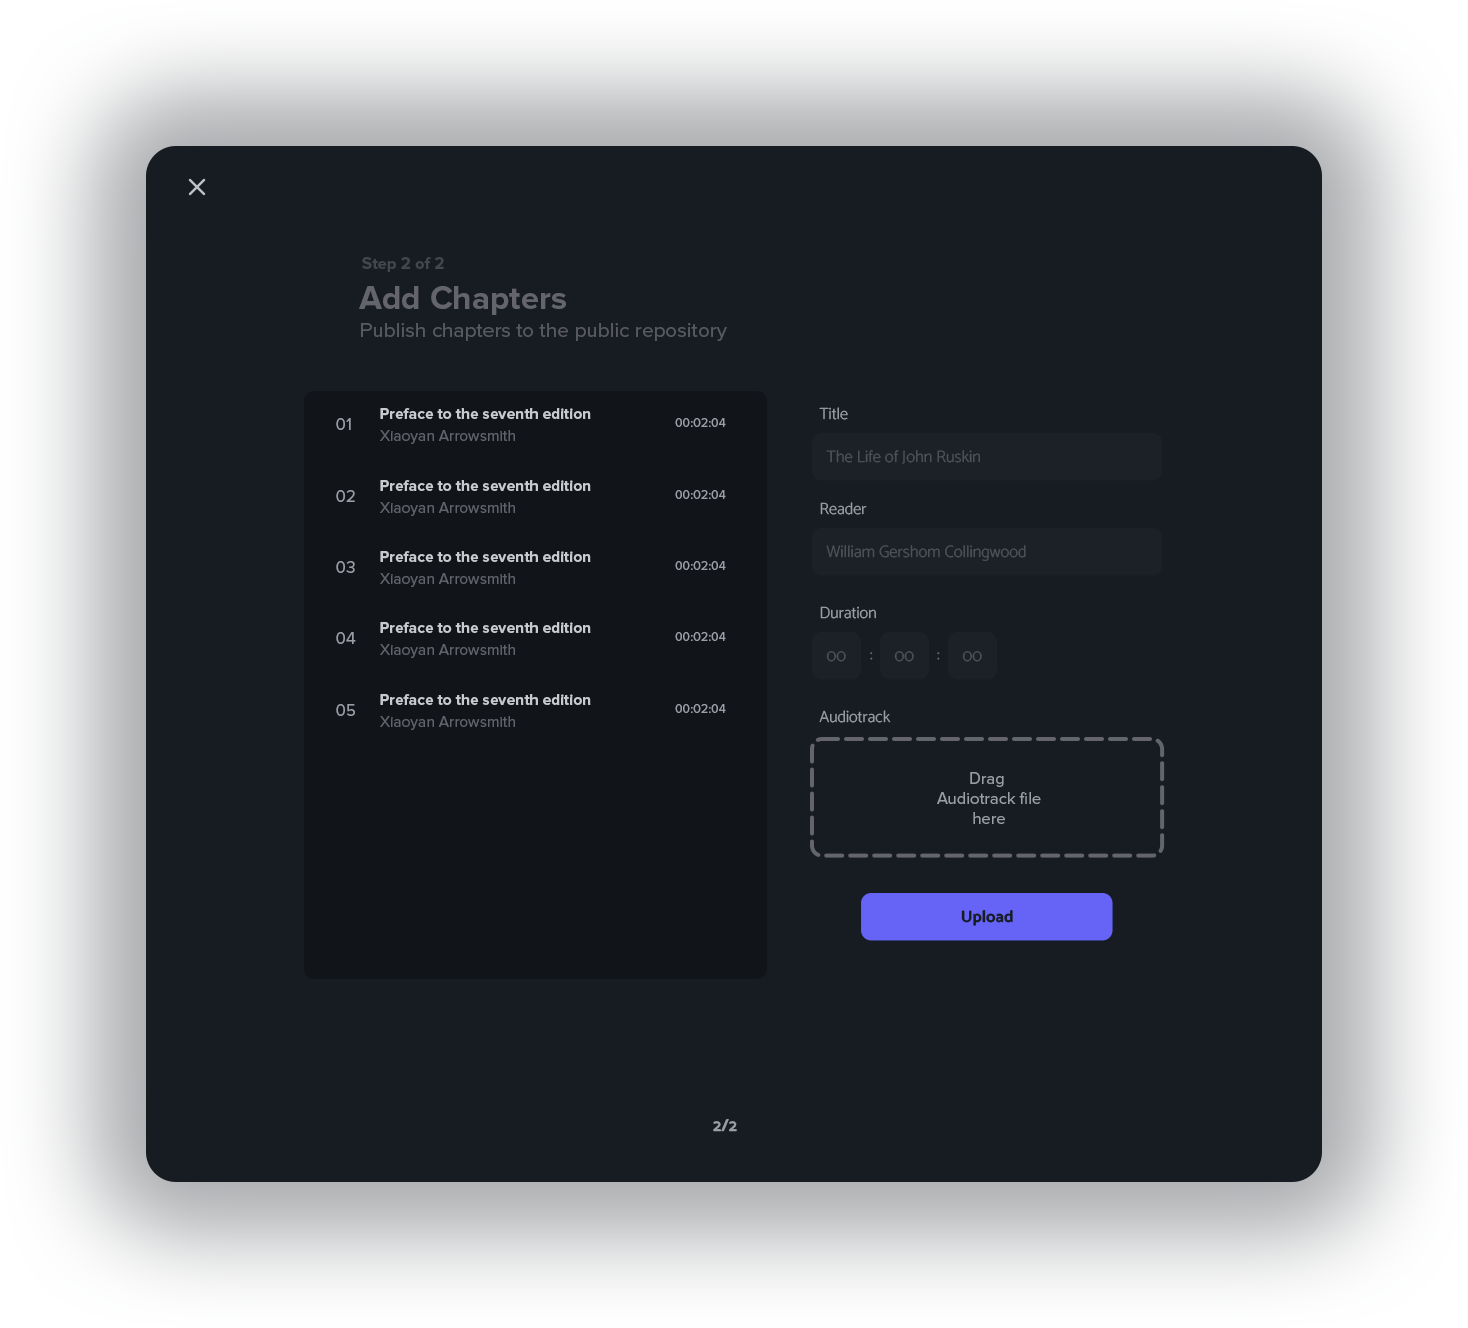 Step 2 of 2
Add Chapters
Publish chapters to the public repository
01
Preface to the seventh edition
Xiaoyan Arrowsmith
00:02:04
02
Preface to the seventh edition
Xiaoyan Arrowsmith
00:02:04
03
Preface to the seventh edition
Xiaoyan Arrowsmith
00:02:04
04
Preface to the seventh edition
Xiaoyan Arrowsmith
00:02:04
05
Preface to the seventh edition
Xiaoyan Arrowsmith
00:02:04
Title
The Life of John Ruskin
Reader
William Gershom Collingwood
Duration
00 : 00 : 00
Audiotrack
Drag
Audiotrack file
here
Upload
2/2